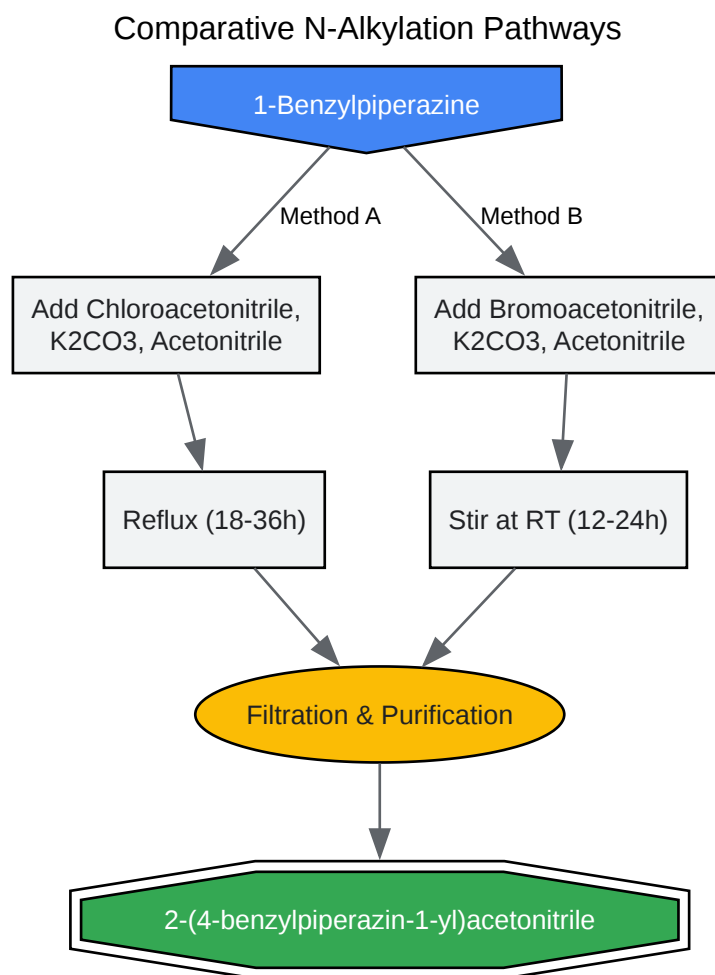 Comparative N-Alkylation Pathways
1-Benzylpiperazine
Method A
Method B
Add Chloroacetonitrile,
K2CO3, Acetonitrile
Add Bromoacetonitrile,
K2CO3, Acetonitrile
Reflux (18-36h)
Stir at RT (12-24h)
Filtration & Purification
2-(4-benzylpiperazin-1-yl)acetonitrile